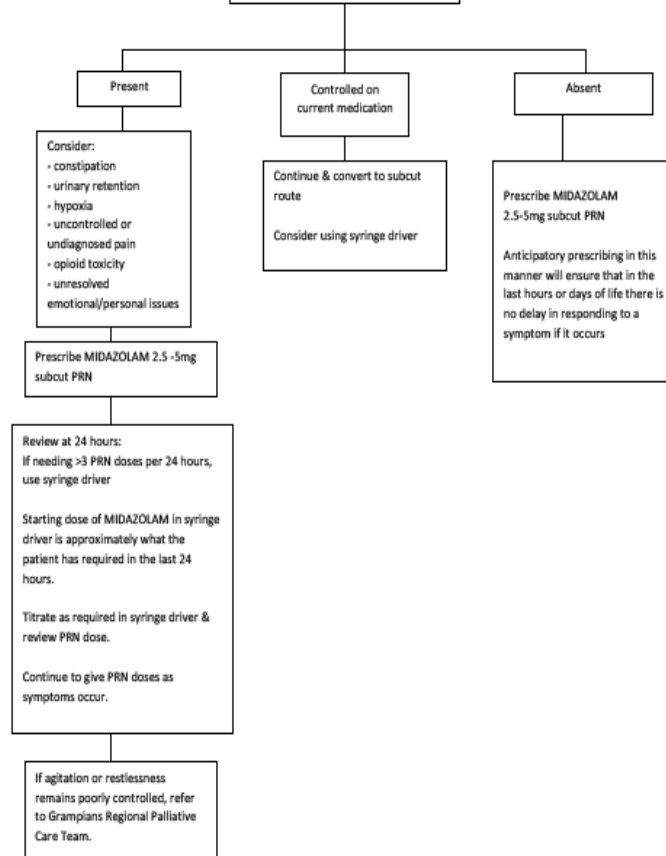 Present
Consider:
- constipation
- urinary retention
- hypoxia
- uncontrolled or
undiagnosed pain
- opioid toxicity
- unresolved
emotional/personal issues
Prescribe MIDAZOLAM 2.5 -5mg
subcut PRN
Review at 24 hours:
If needing >3 PRN doses per 24 hours,
use syringe driver
Starting dose of MIDAZOLAM in syringe
driver is approximately what the
patient has required in the last 24
hours.
Titrate as required in syringe driver &
review PRN dose.
Continue to give PRN doses as
symptoms occur.
If agitation or restlessness
remains poorly controlled, refer
to Grampians Regional Palliative
Care Team.
Controlled on
current medication
Continue & convert to subcut
route
Consider using syringe driver
Absent
Prescribe MIDAZOLAM
2.5-5mg subcut PRN
Anticipatory prescribing in this
manner will ensure that in the
last hours or days of life there is
no delay in responding to a
symptom if it occurs